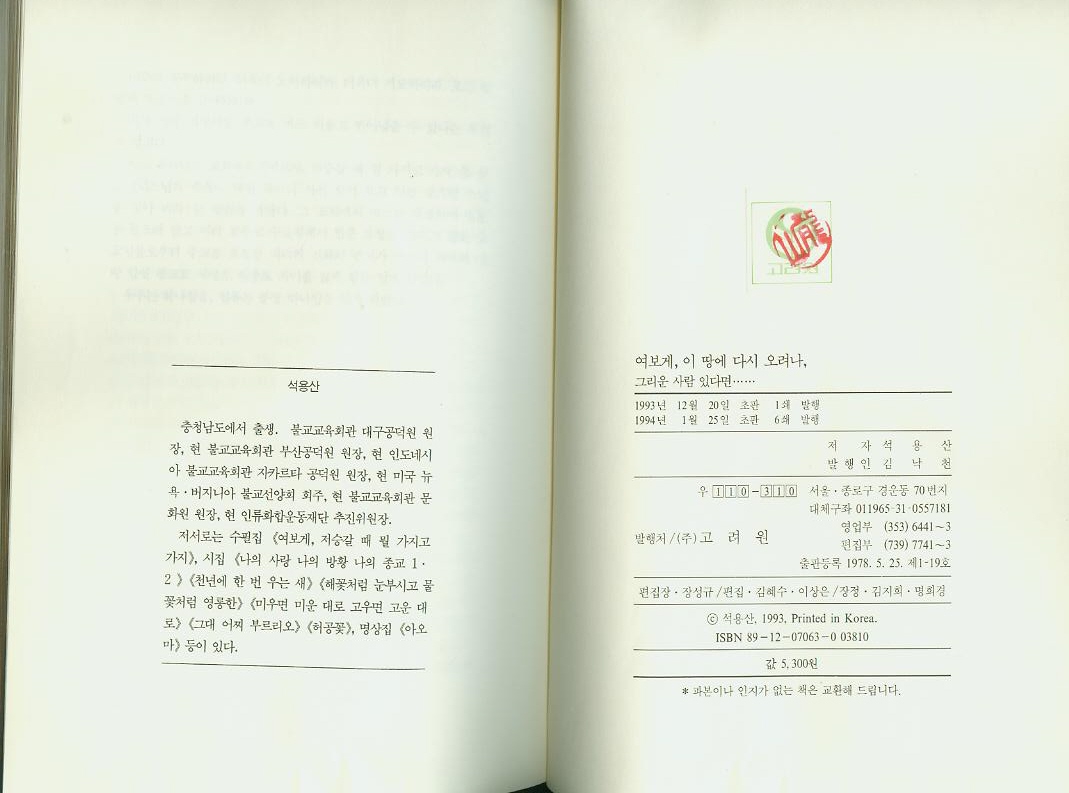 석용산
충청남도에서 출생. 불교교육회관 대구공덕원 원
장, 현 불교교육회관 부산공덕원 원장, 현 인도네시
아 불교교육회관 자카르타 공덕원 원장, 현 미국 뉴
욕·버지니아 불교선양회 회주, 현 불교교육회관 문
화원 원장, 현 인류화합운동재단 추진위원장.
저서로는 수필집 《여보게, 저승갈 때 뭘 가지고
가지》, 시집 《나의 사랑 나의 방황 나의 종교 1·
2》《천년에 한 번 우는 새》《해꽃처럼 눈부시고 물
꽃처럼 영롱한》《미우면 미운 대로 고우면 고운 대
로》《그대 어찌 부르리오》《허공꽃》, 명상집 《아오
마》 등이 있다.
龍山
고려원
여보게, 이 땅에 다시 오려나,
그리운 사람 있다면……
1993년 12월 20일 초판 1쇄 발행
1994년 1월 25일 초판 6쇄 발행
저 자 석 용 산
발행인 김 낙 천
우 110-310 서울·종로구 경운동 70번지
대체구좌 011965-31-0557181
영업부 (353) 6441~3
발행처/(주)고 려 원
편집부 (739) 7741~3
출판등록 1978. 5. 25. 제1-19호
편집장·장성규/편집·김혜수·이상은/장정·김지희·명희경
ⓒ 석용산, 1993, Printed in Korea.
ISBN 89-12-07063-0 03810
값 5,300원
* 파본이나 인지가 없는 책은 교환해 드립니다.